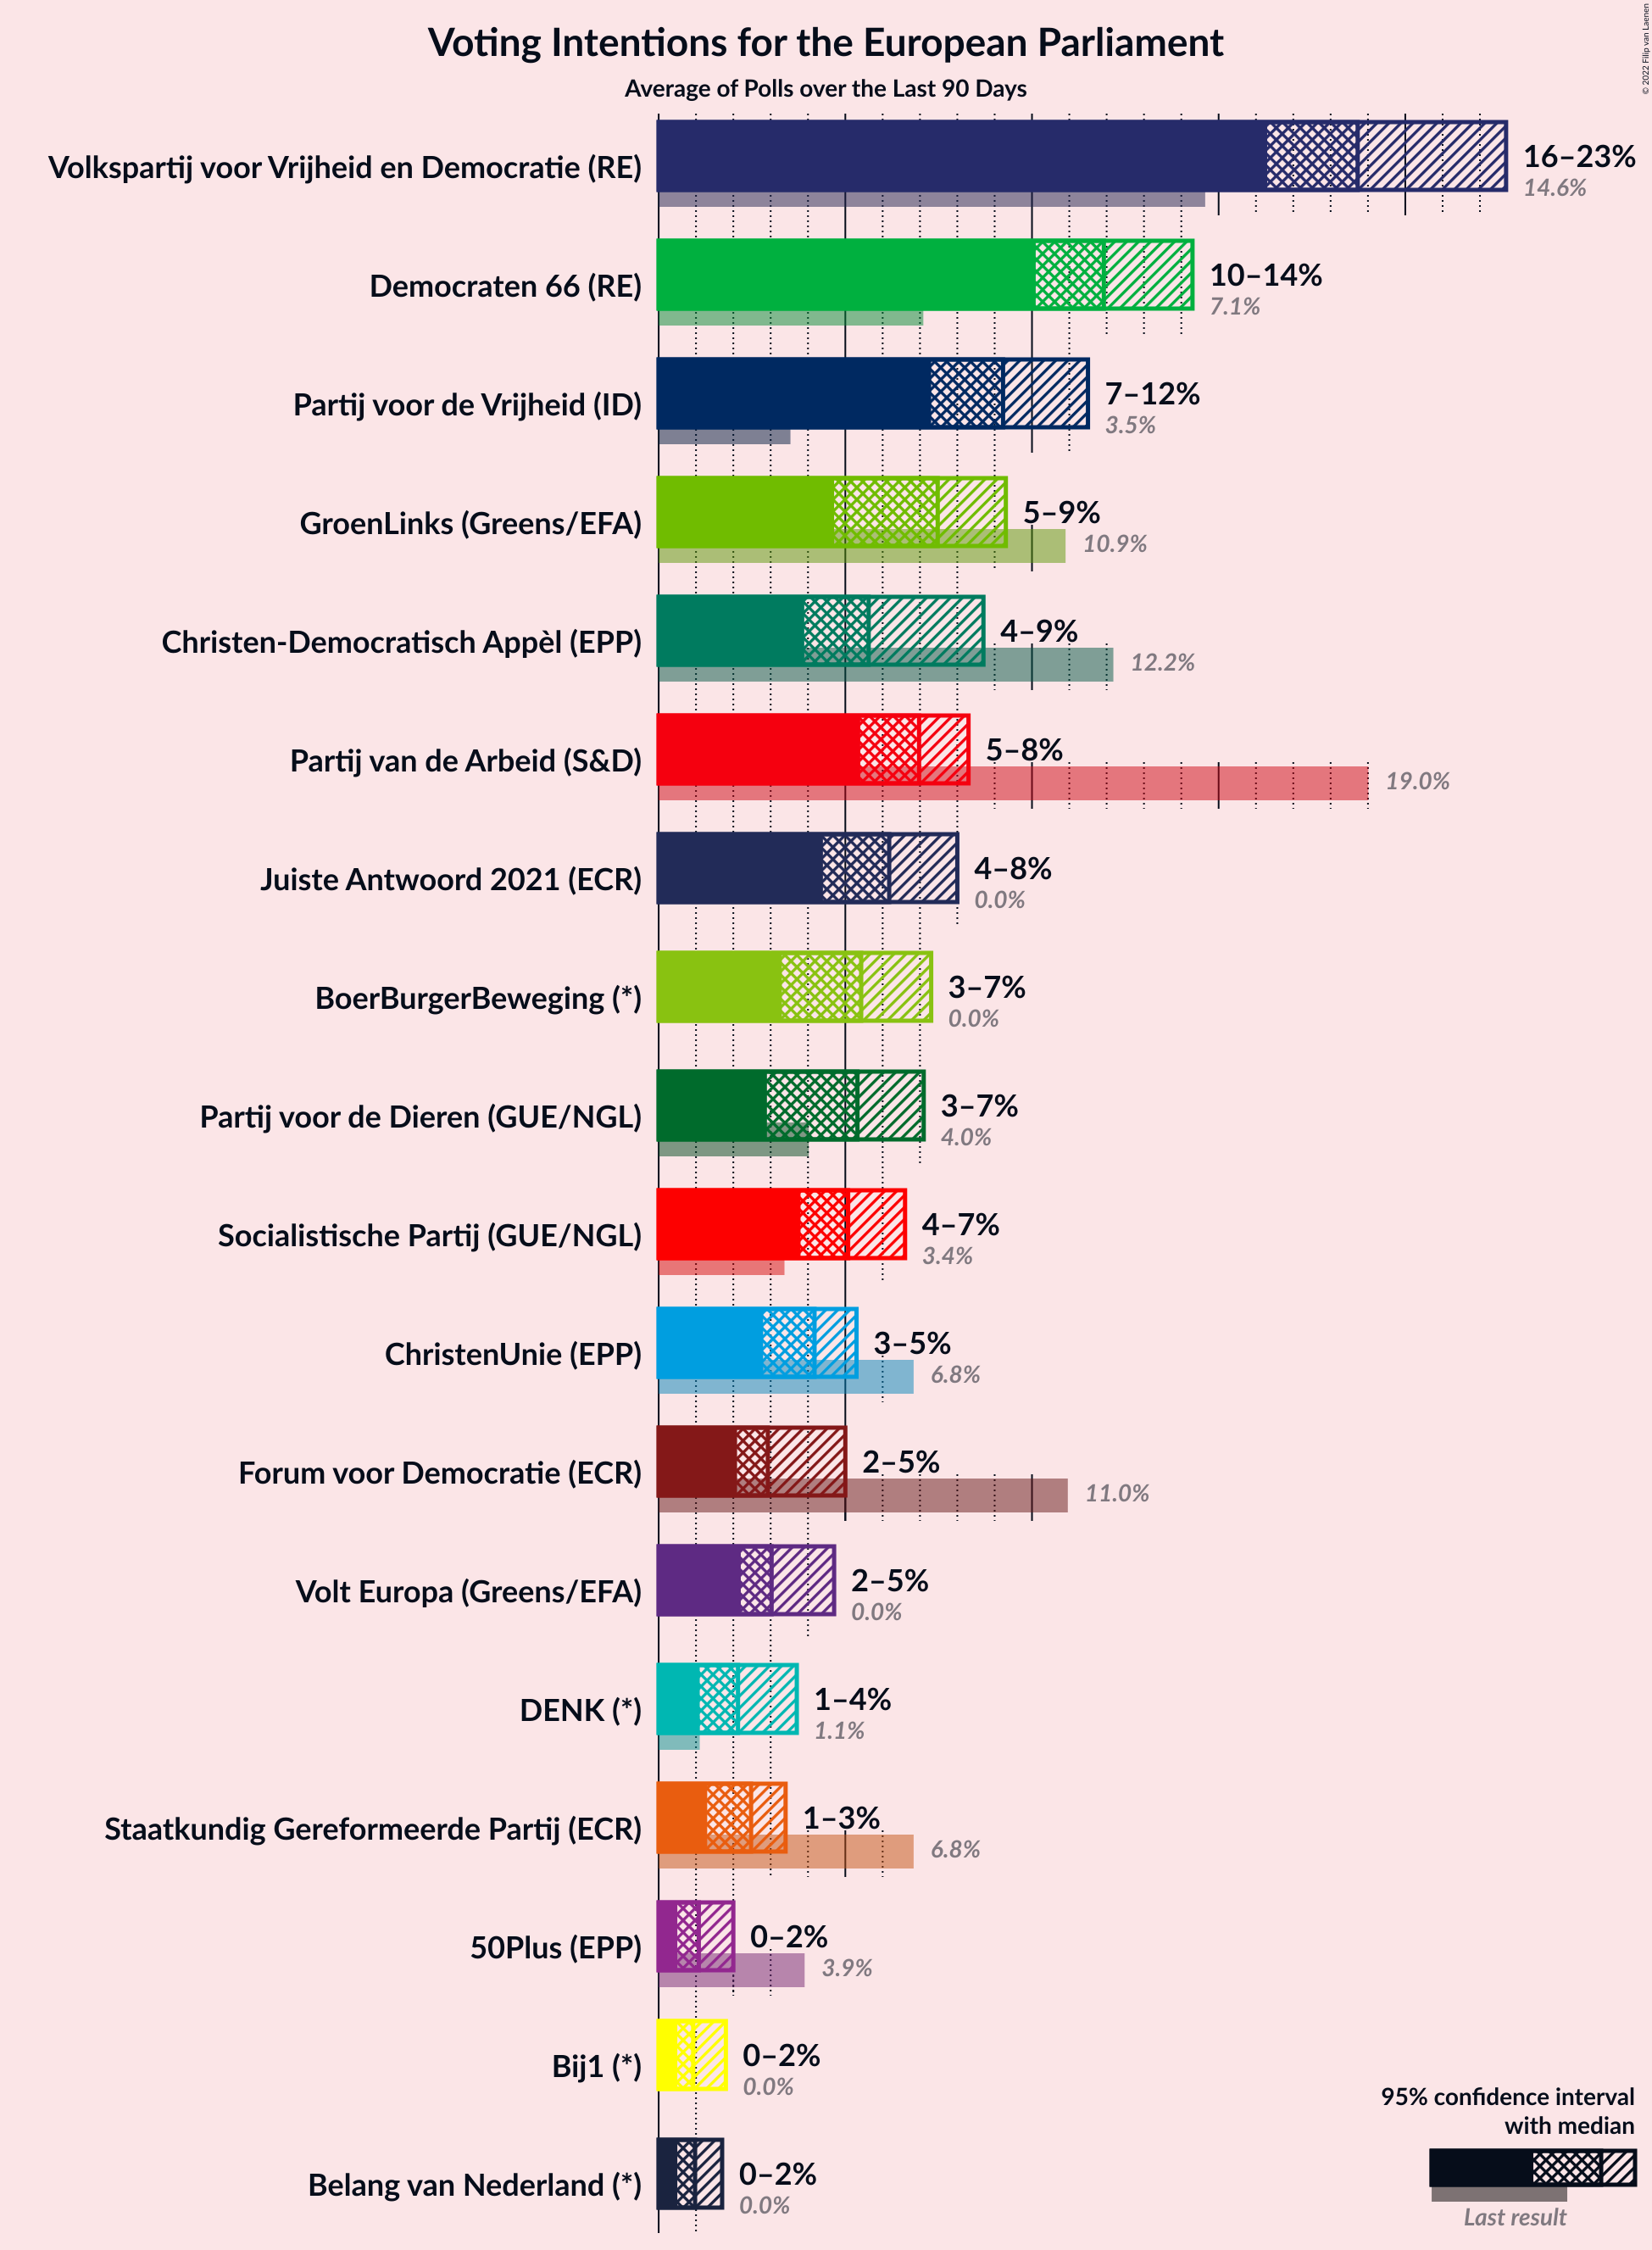 © 2022 Filip van Laenen
Voting Intentions for the European Parliament
Average of Polls over the Last 90 Days
Volkspartij voor Vrijheid en Democratie (RE)
16–23%
14.6%
Democraten 66 (RE)
10–14%
7.1%
Partij voor de Vrijheid (ID)
7–12%
3.5%
GroenLinks (Greens/EFA)
5–9%
10.9%
Christen-Democratisch Appèl (EPP)
4–9%
12.2%
Partij van de Arbeid (S&D)
5–8%
19.0%
Juiste Antwoord 2021 (ECR)
4–8%
0.0%
BoerBurgerBeweging (*)
3–7%
0.0%
Partij voor de Dieren (GUE/NGL)
3–7%
4.0%
Socialistische Partij (GUE/NGL)
4–7%
3.4%
ChristenUnie (EPP)
3–5%
6.8%
Forum voor Democratie (ECR)
2–5%
11.0%
Volt Europa (Greens/EFA)
2–5%
0.0%
DENK (*)
1–4%
1.1%
Staatkundig Gereformeerde Partij (ECR)
1–3%
6.8%
50Plus (EPP)
0–2%
3.9%
Bij1 (*)
0–2%
0.0%
Belang van Nederland (*)
0–2%
0.0%
95% confidence interval
with median
Last result